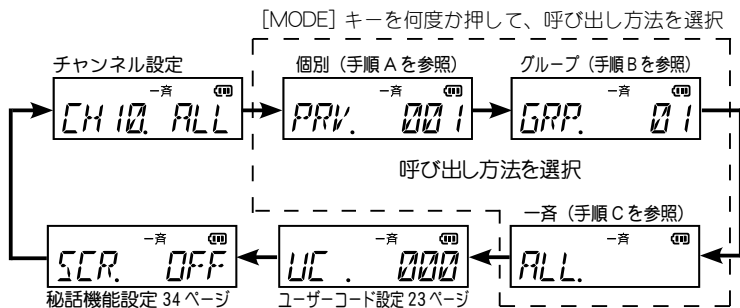 [MODE] キーを何度か押して、呼び出し方法を選択
チャンネル設定
個別（手順Aを参照）
グループ（手順Bを参照）
一斉
CH 10. ALL
一斉
PRV. 001
一斉
GRP. 01
呼び出し方法を選択
一斉（手順Cを参照）
一斉
SCR. OFF
一斉
UC . 000
一斉
ALL.
秘話機能設定 34 ページ
ユーザーコード設定 23 ページ